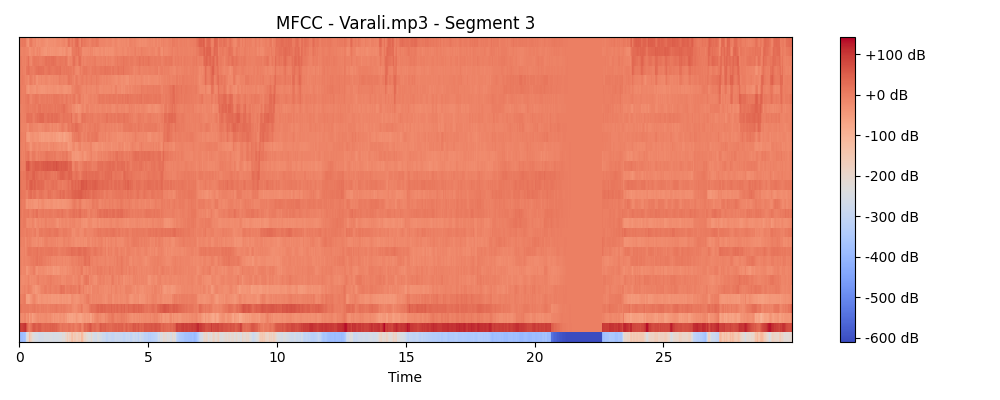 MFCC - Varali.mp3 - Segment 3
+100 dB
+0 dB
-100 dB
-200 dB
-300 dB
-400 dB
-500 dB
-600 dB
0 5 10 15 20 25
Time